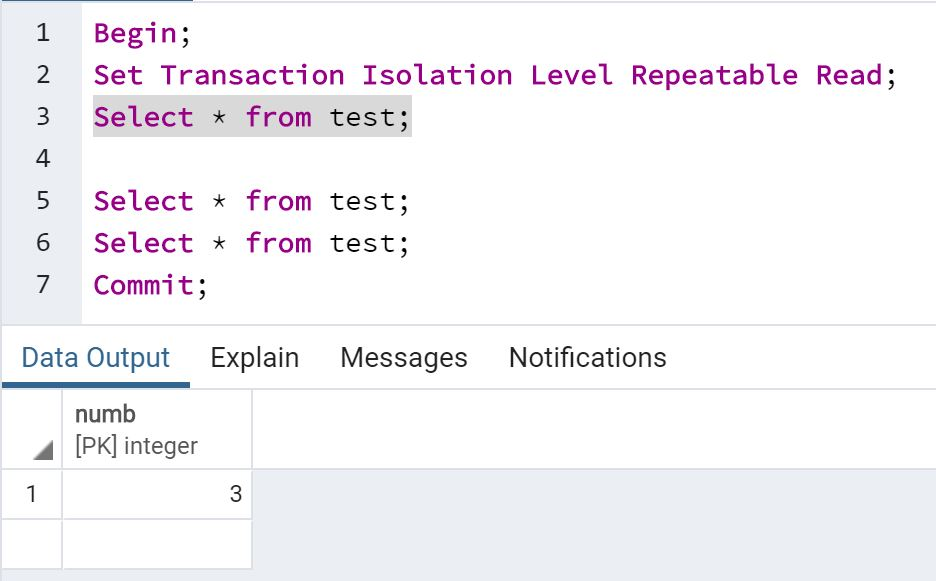 1 Begin;
2 Set Transaction Isolation Level Repeatable Read;
3 Select * from test;
4
5 Select * from test;
6 Select * from test;
7 Commit;
Data Output Explain Messages Notifications
numb
[PK] integer
1 3